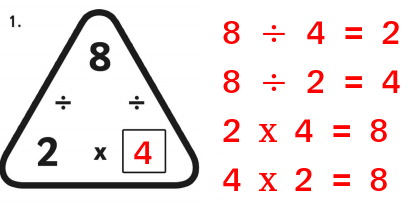 1.
8
÷ ÷
2 x 4
8 ÷ 4 = 2
8 ÷ 2 = 4
2 x 4 = 8
4 x 2 = 8